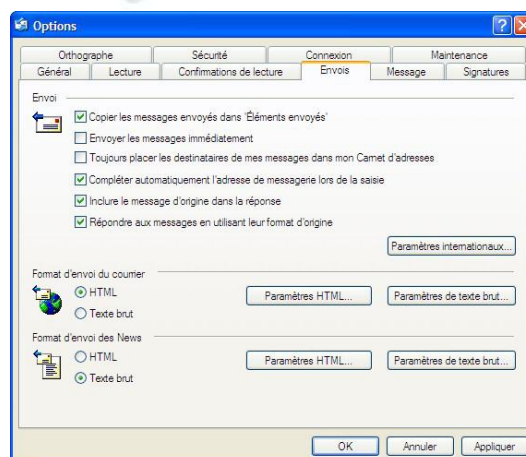 Options
Orthographe Sécurité Connexion Maintenance
Général Lecture Confirmations de lecture Envois Message Signatures
Envoi
Copier les messages envoyés dans 'Éléments envoyés'
Envoyer les messages immédiatement
Toujours placer les destinataires de mes messages dans mon Carnet d'adresses
Compléter automatiquement l'adresse de messagerie lors de la saisie
Inclure le message d'origine dans la réponse
Répondre aux messages en utilisant leur format d'origine
Paramètres internationaux...
Format d'envoi du courrier
HTML Paramètres HTML... Paramètres de texte brut...
Texte brut
Format d'envoi des News
HTML Paramètres HTML... Paramètres de texte brut...
Texte brut
OK Annuler Appliquer